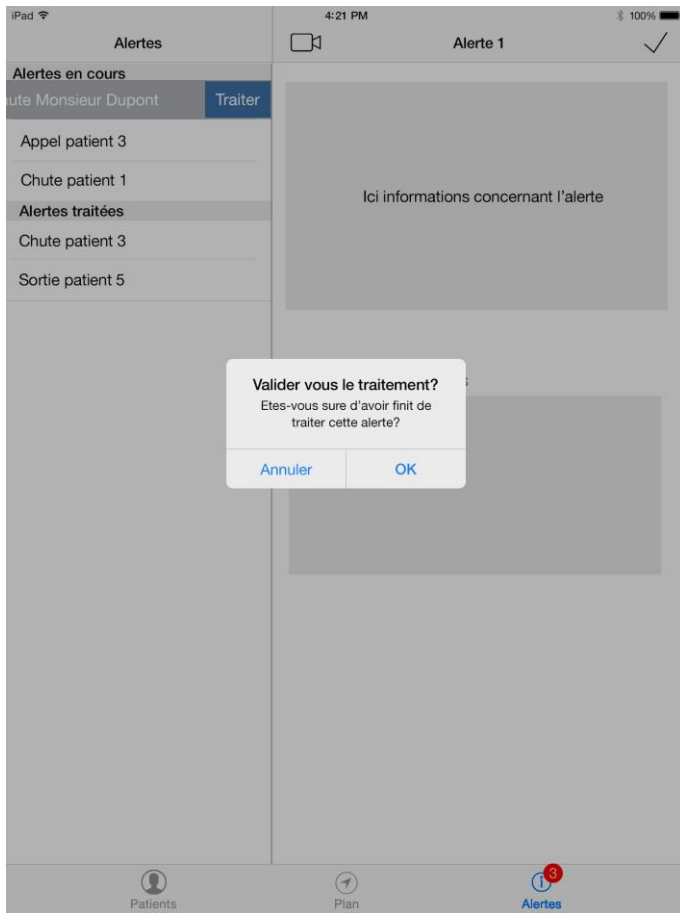 iPad
4:21 PM
100%
Alertes
Alerte 1
Alertes en cours
ute Monsieur Dupont
Traiter
Appel patient 3
Chute patient 1
Alertes traitées
Chute patient 3
Sortie patient 5
Ici informations concernant l'alerte
Valider vous le traitement?
Etes-vous sure d'avoir finit de
traiter cette alerte?
Annuler
OK
Patients
Plan
3
Alertes